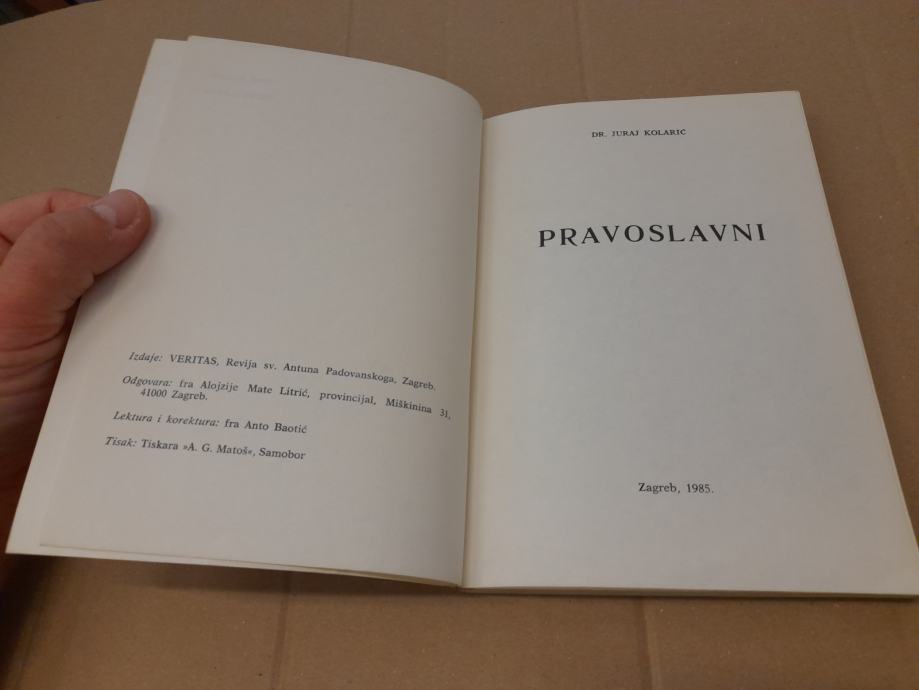 Izdaje: VERITAS, Revija sv. Antuna Padovanskoga, Zagreb.
Odgovara: fra Alojzije Mate Litrić, provincijal, Miškinina 31,
41000 Zagreb.
Lektura i korektura: fra Anto Baotić
Tisak: Tiskara »A. G. Matoš«, Samobor
DR. JURAJ KOLARIĆ
PRAVOSLAVNI
Zagreb, 1985.